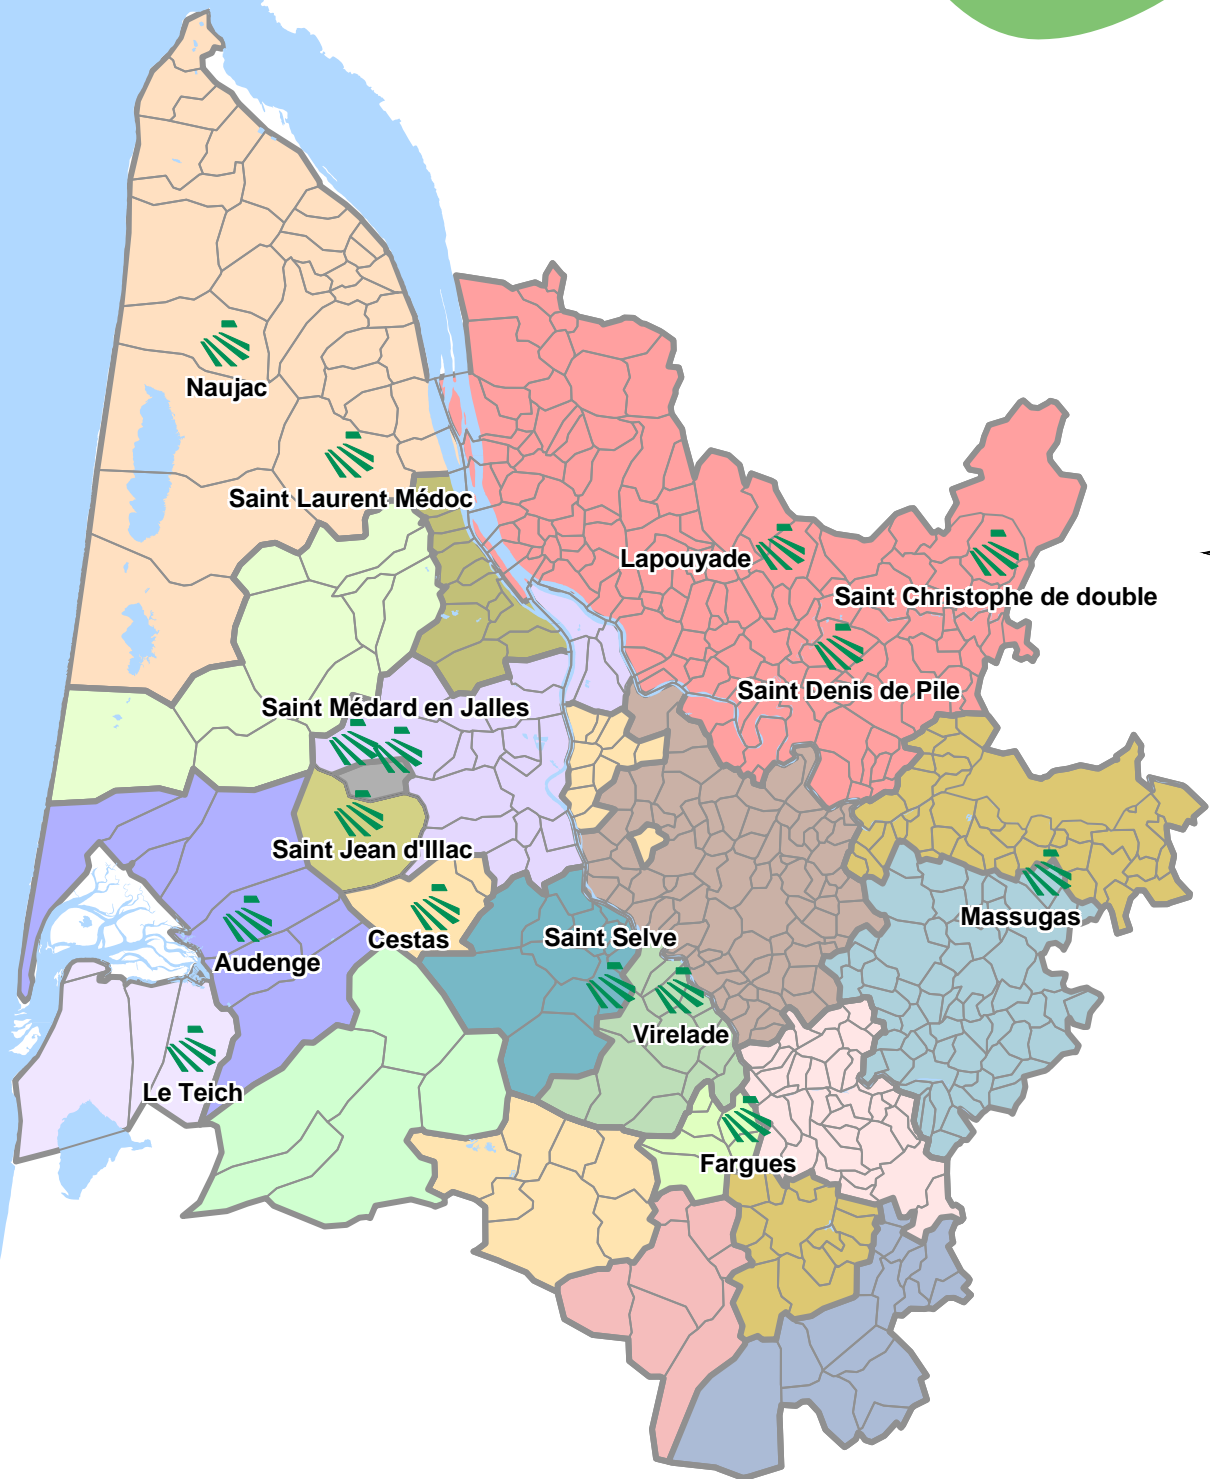 Naujac
Saint Laurent Médoc
Lapouyade
Saint Christophe de double
Saint Denis de Pile
Saint Médard en Jalles
Saint Jean d'Illac
Massugas
Cestas
Saint Selve
Audenge
Virelade
Le Teich
Fargues